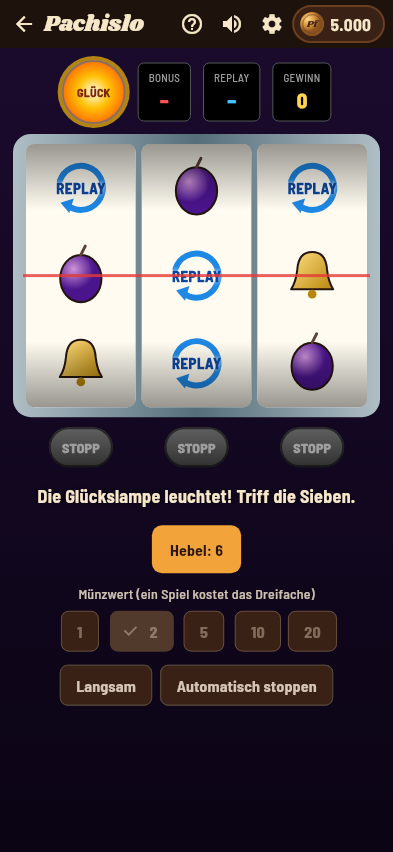 Pachislo
Pf 5.000
GLÜCK
BONUS REPLAY GEWINN
- - 0
REPLAY REPLAY
REPLAY
REPLAY
STOPP STOPP STOPP
Die Glückslampe leuchtet! Triff die Sieben.
Hebel: 6
Münzwert (ein Spiel kostet das Dreifache)
1 2 5 10 20
Langsam Automatisch stoppen